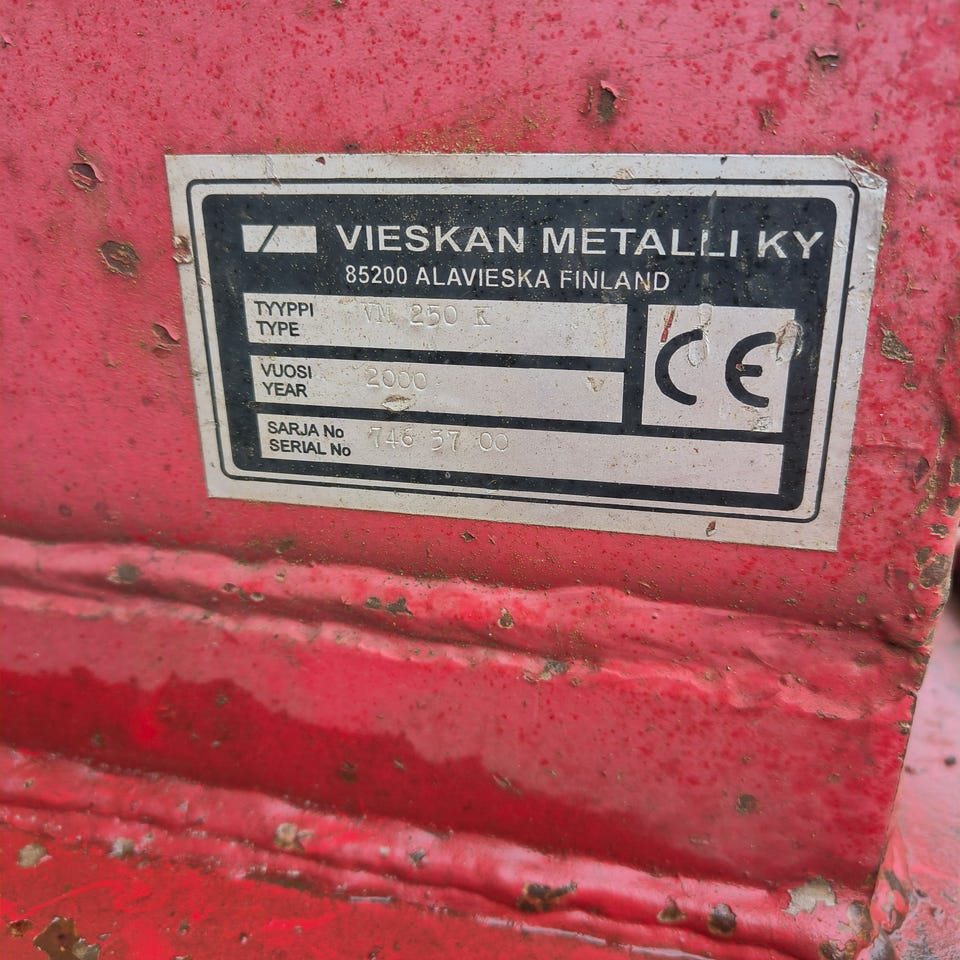 VIESKAN METALLI KY
85200 ALAVIESKA FINLAND
TYYPPI
TYPE
VM 250 K
VUOSI
YEAR
2000
SARJA No
SERIAL No
746 37 00
CE